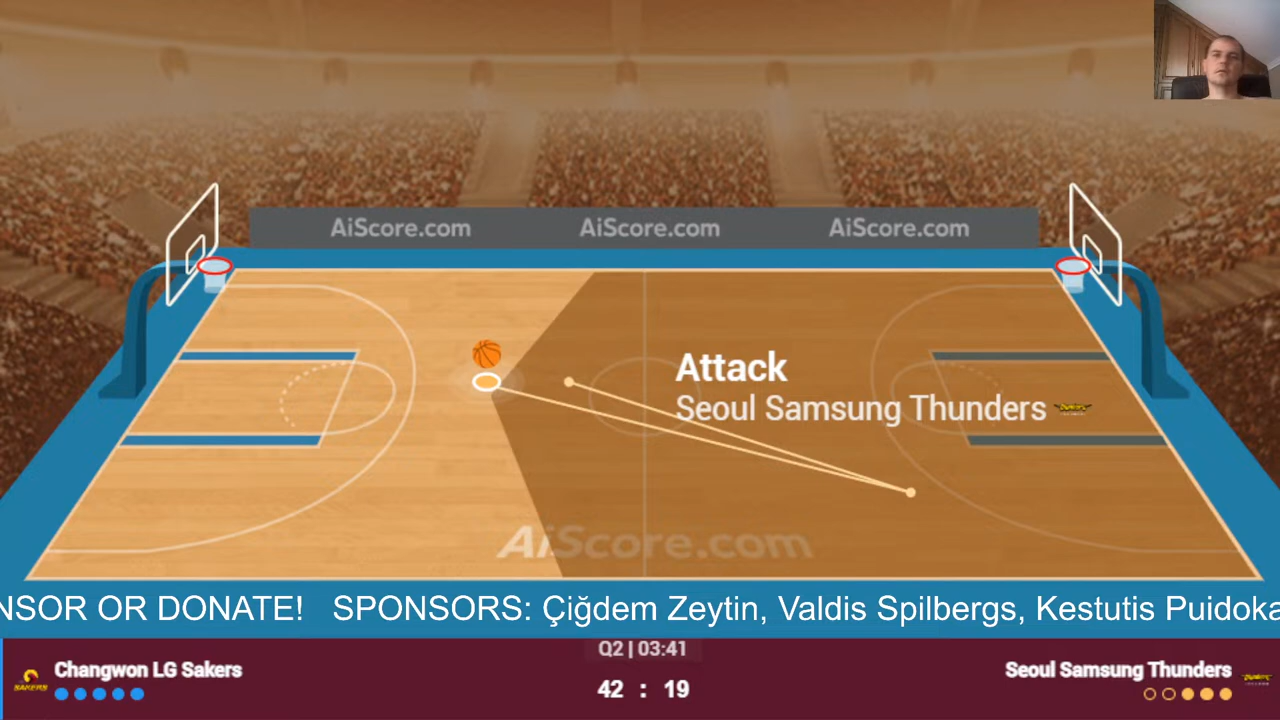 AiScore.com AiScore.com AiScore.com
Attack
Seoul Samsung Thunders
AiScore.com
NSOR OR DONATE! SPONSORS: Çiğdem Zeytin, Valdis Spilbergs, Kestutis Puidoka
Q2 | 03:41
Changwon LG Sakers
42 : 19
Seoul Samsung Thunders
SAKERS